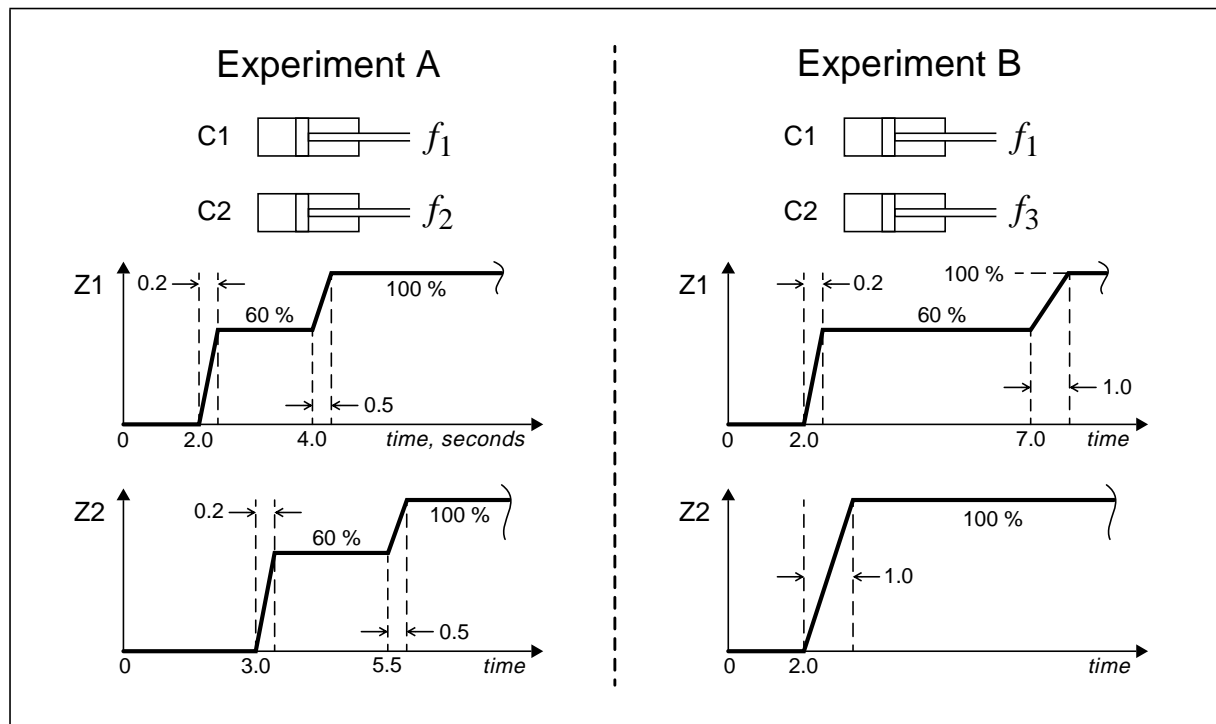 Experiment A
C1 f1
C2 f2
Z1
0.2
60 %
100 %
0.5
0
2.0
4.0
time, seconds
Z2
0.2
60 %
100 %
0.5
0
3.0
5.5
time
Experiment B
C1 f1
C2 f3
Z1
0.2
100 %
60 %
1.0
0
2.0
7.0
time
Z2
100 %
1.0
0
2.0
time